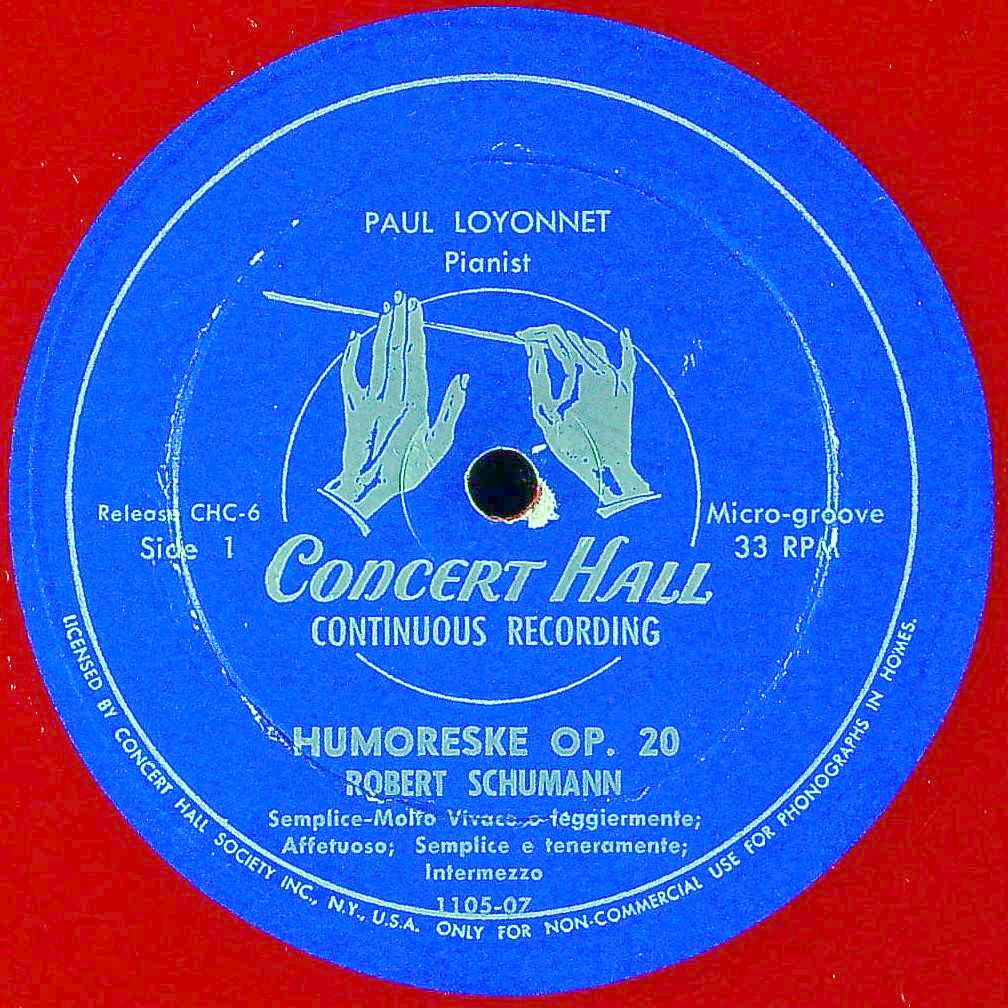 PAUL LOYONNET
Pianist
Release CHC-6
Side 1
Micro-groove
33 RPM
CONCERT HALL
CONTINUOUS RECORDING
HUMORESKE OP. 20
ROBERT SCHUMANN
Semplice-Molto Vivace e leggiermente;
Affetuoso; Semplice e teneramente;
Intermezzo
1105-07
LICENSED BY CONCERT HALL SOCIETY INC., N.Y., U.S.A. ONLY FOR NON-COMMERCIAL USE FOR PHONOGRAPHS IN HOMES.